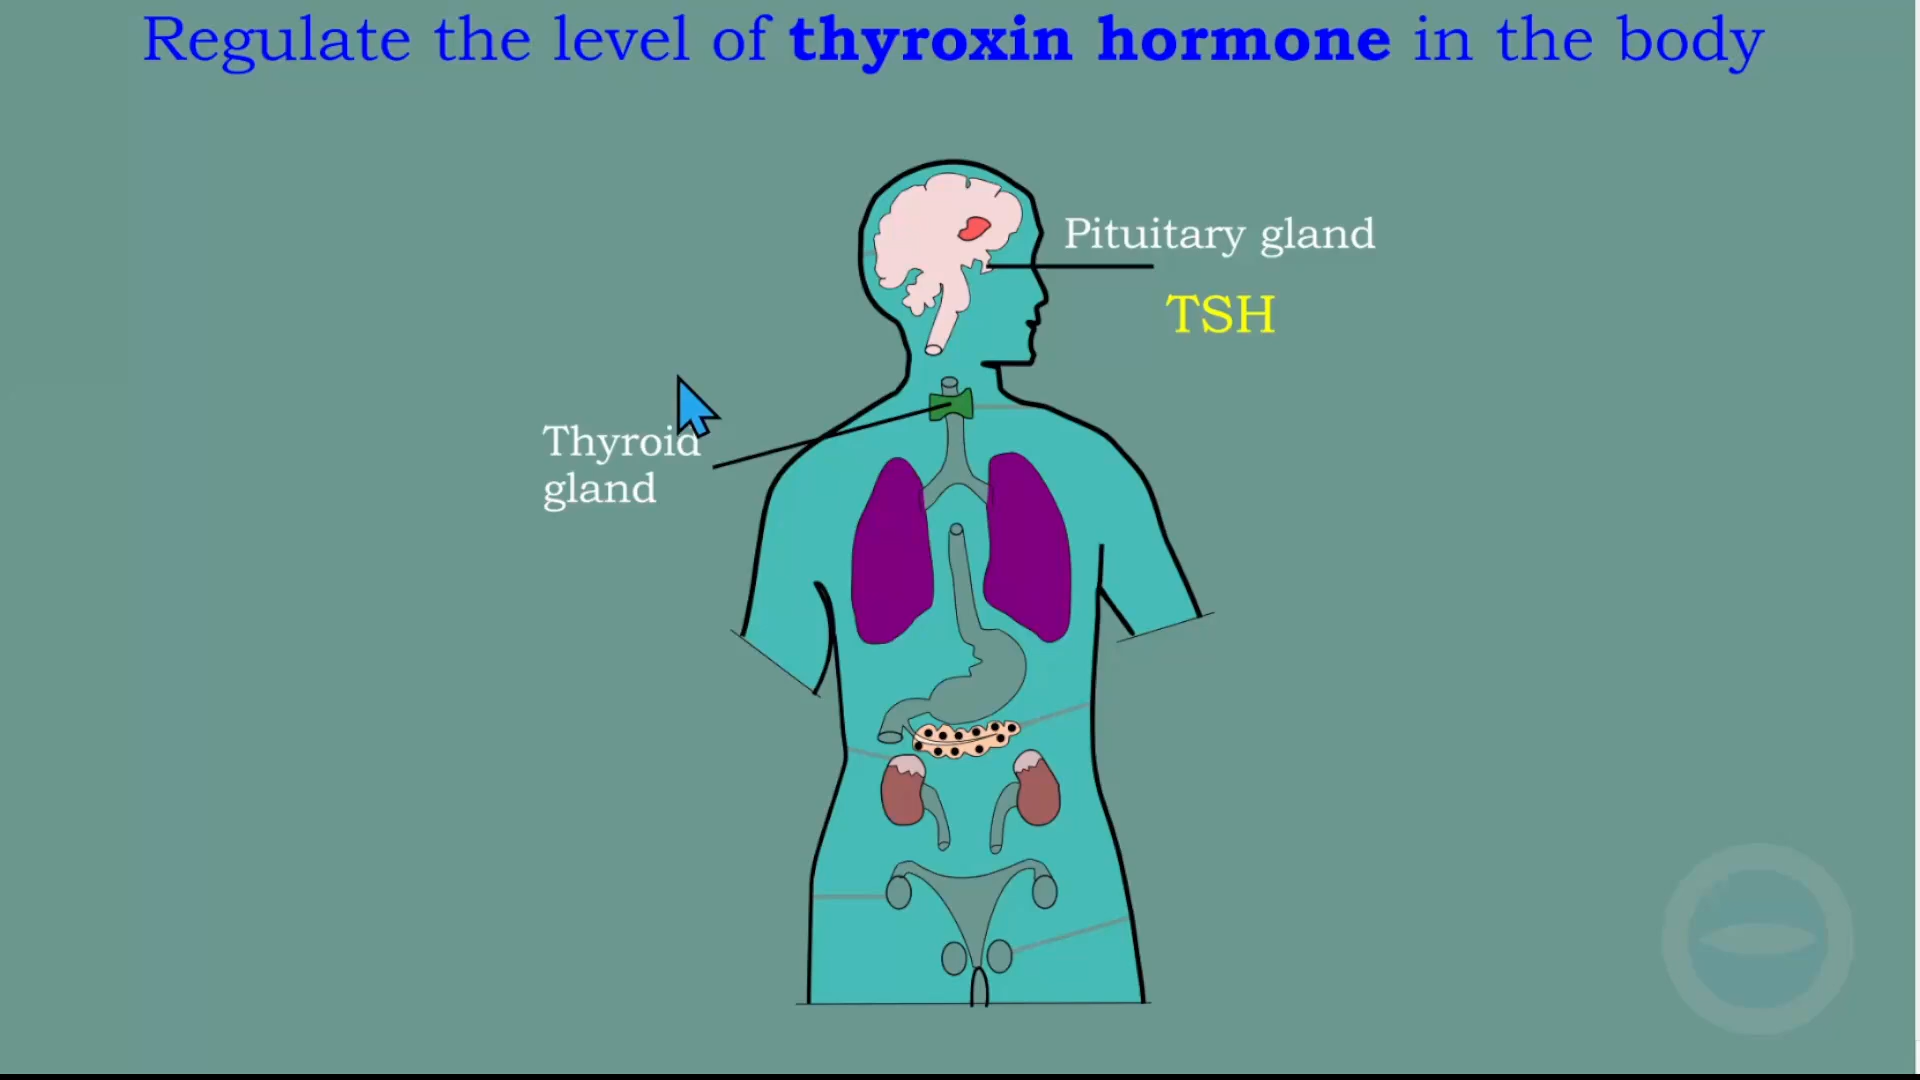 Regulate the level of thyroxin hormone in the body
Pituitary gland
TSH
Thyroid
gland